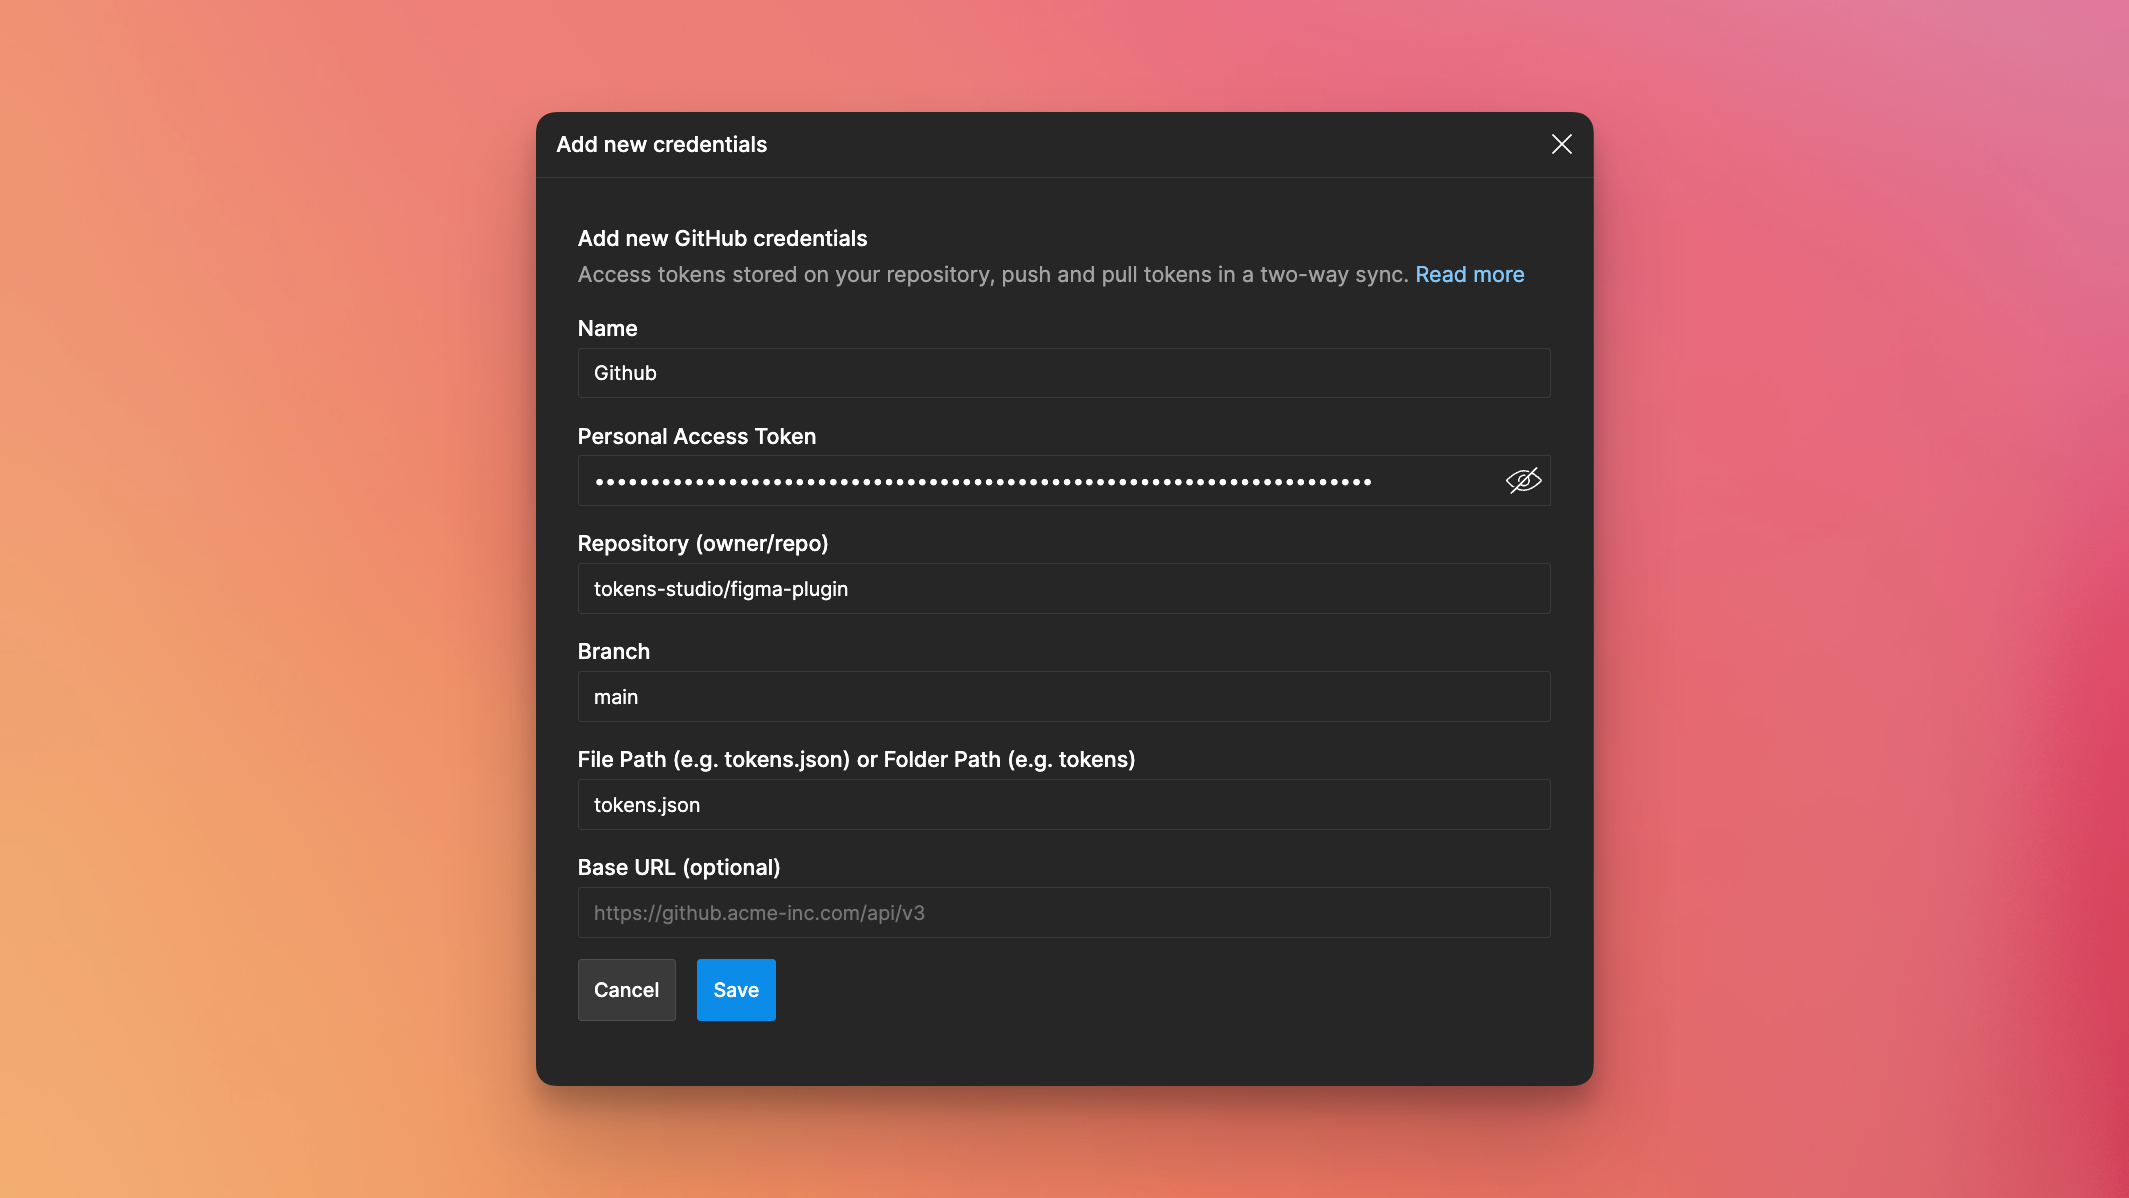 Add new credentials
Add new GitHub credentials
Access tokens stored on your repository, push and pull tokens in a two-way sync. Read more
Name
Github
Personal Access Token
••••••••••••••••••••••••••••••••••••••••••••••••••••••••••••••••••••••
Repository (owner/repo)
tokens-studio/figma-plugin
Branch
main
File Path (e.g. tokens.json) or Folder Path (e.g. tokens)
tokens.json
Base URL (optional)
https://github.acme-inc.com/api/v3
Cancel Save